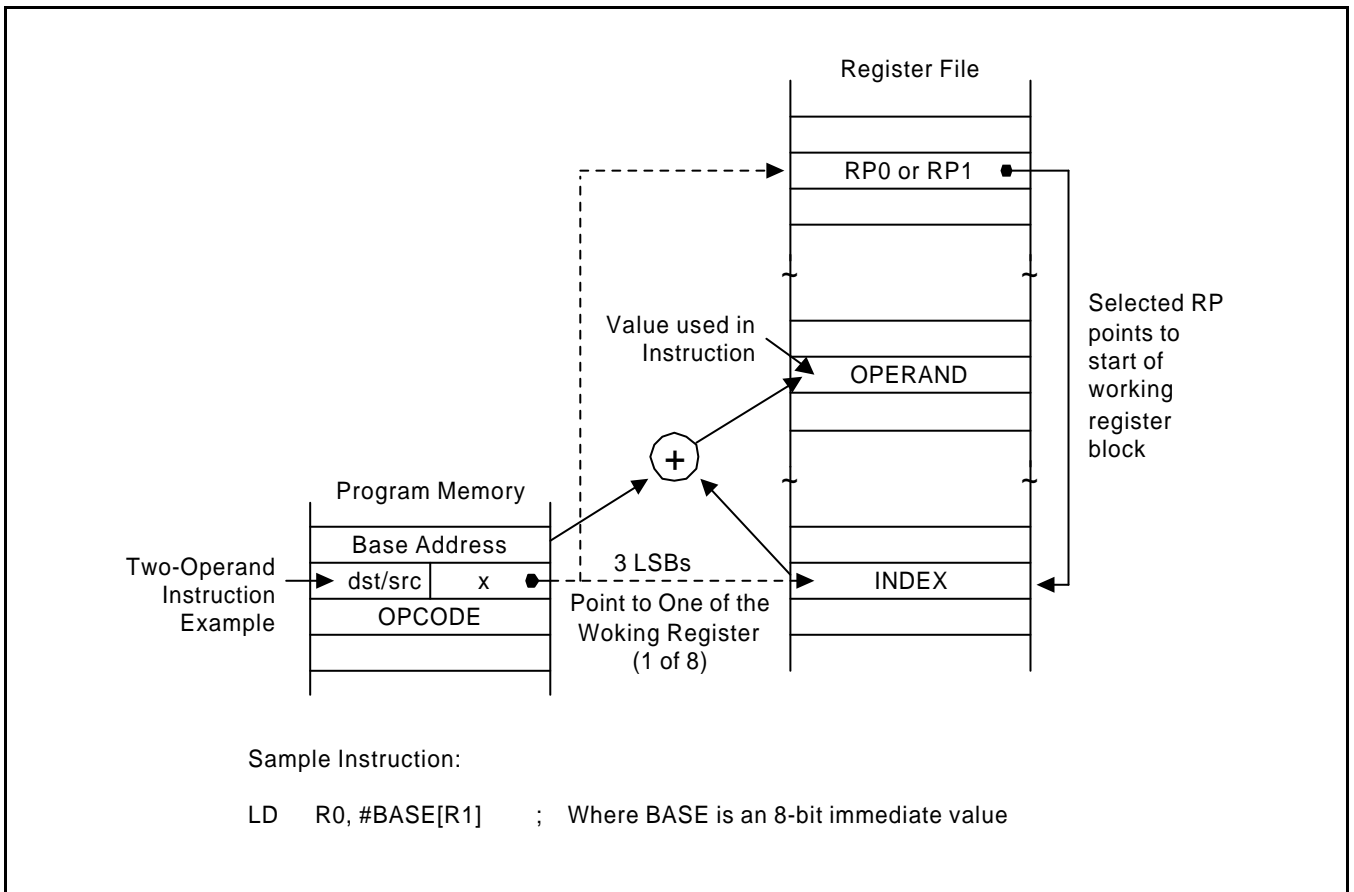 Register File
RP0 or RP1
Selected RP
points to
start of
working
register
block
Value used in
Instruction
OPERAND
+
Program Memory
Base Address
Two-Operand
Instruction
Example
dst/src
x
3 LSBs
INDEX
OPCODE
Point to One of the
Woking Register
(1 of 8)
~
~
~
~
Sample Instruction:
LD R0, #BASE[R1] ; Where BASE is an 8-bit immediate value